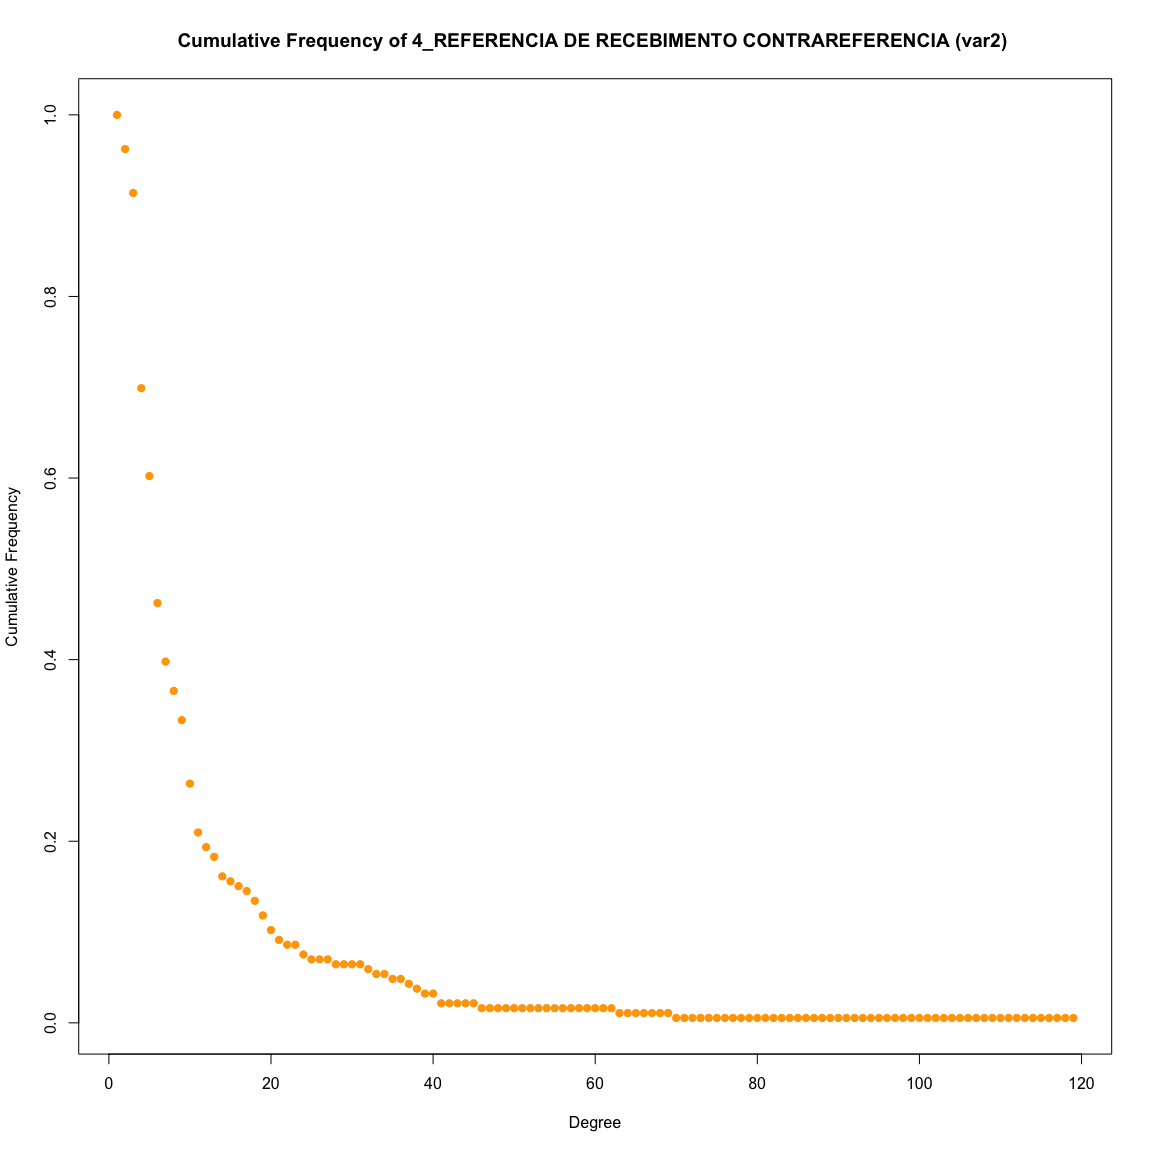 Cumulative Frequency of 4_REFERENCIA DE RECEBIMENTO CONTRAREFERENCIA (var2)
1.0
0.8
0.6
0.4
0.2
0.0
Cumulative Frequency
0 20 40 60 80 100 120
Degree